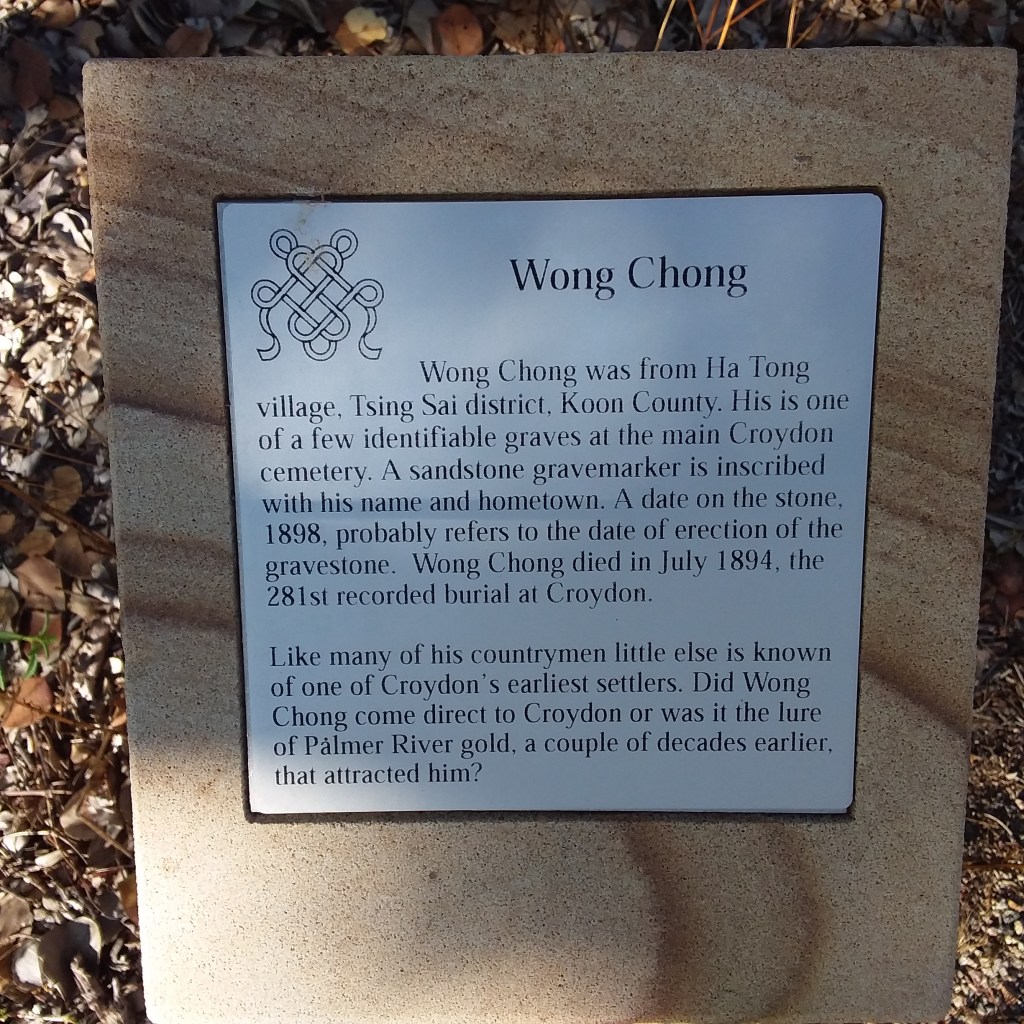 Wong Chong
Wong Chong was from Ha Tong
village, Tsing Sai district, Koon County. His is one
of a few identifiable graves at the main Croydon
cemetery. A sandstone gravemarker is inscribed
with his name and hometown. A date on the stone,
1898, probably refers to the date of erection of the
gravestone. Wong Chong died in July 1894, the
281st recorded burial at Croydon.
Like many of his countrymen little else is known
of one of Croydon's earliest settlers. Did Wong
Chong come direct to Croydon or was it the lure
of Palmer River gold, a couple of decades earlier,
that attracted him?